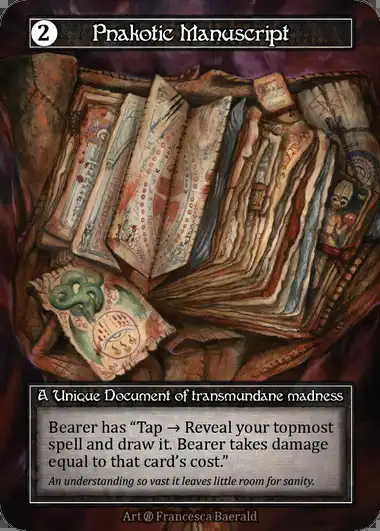 2
Pnakotic Manuscript
A Unique Document of transmundane madness
Bearer has “Tap → Reveal your topmost
spell and draw it. Bearer takes damage
equal to that card’s cost.”
An understanding so vast it leaves little room for sanity.
Art @ Francesca Baerald